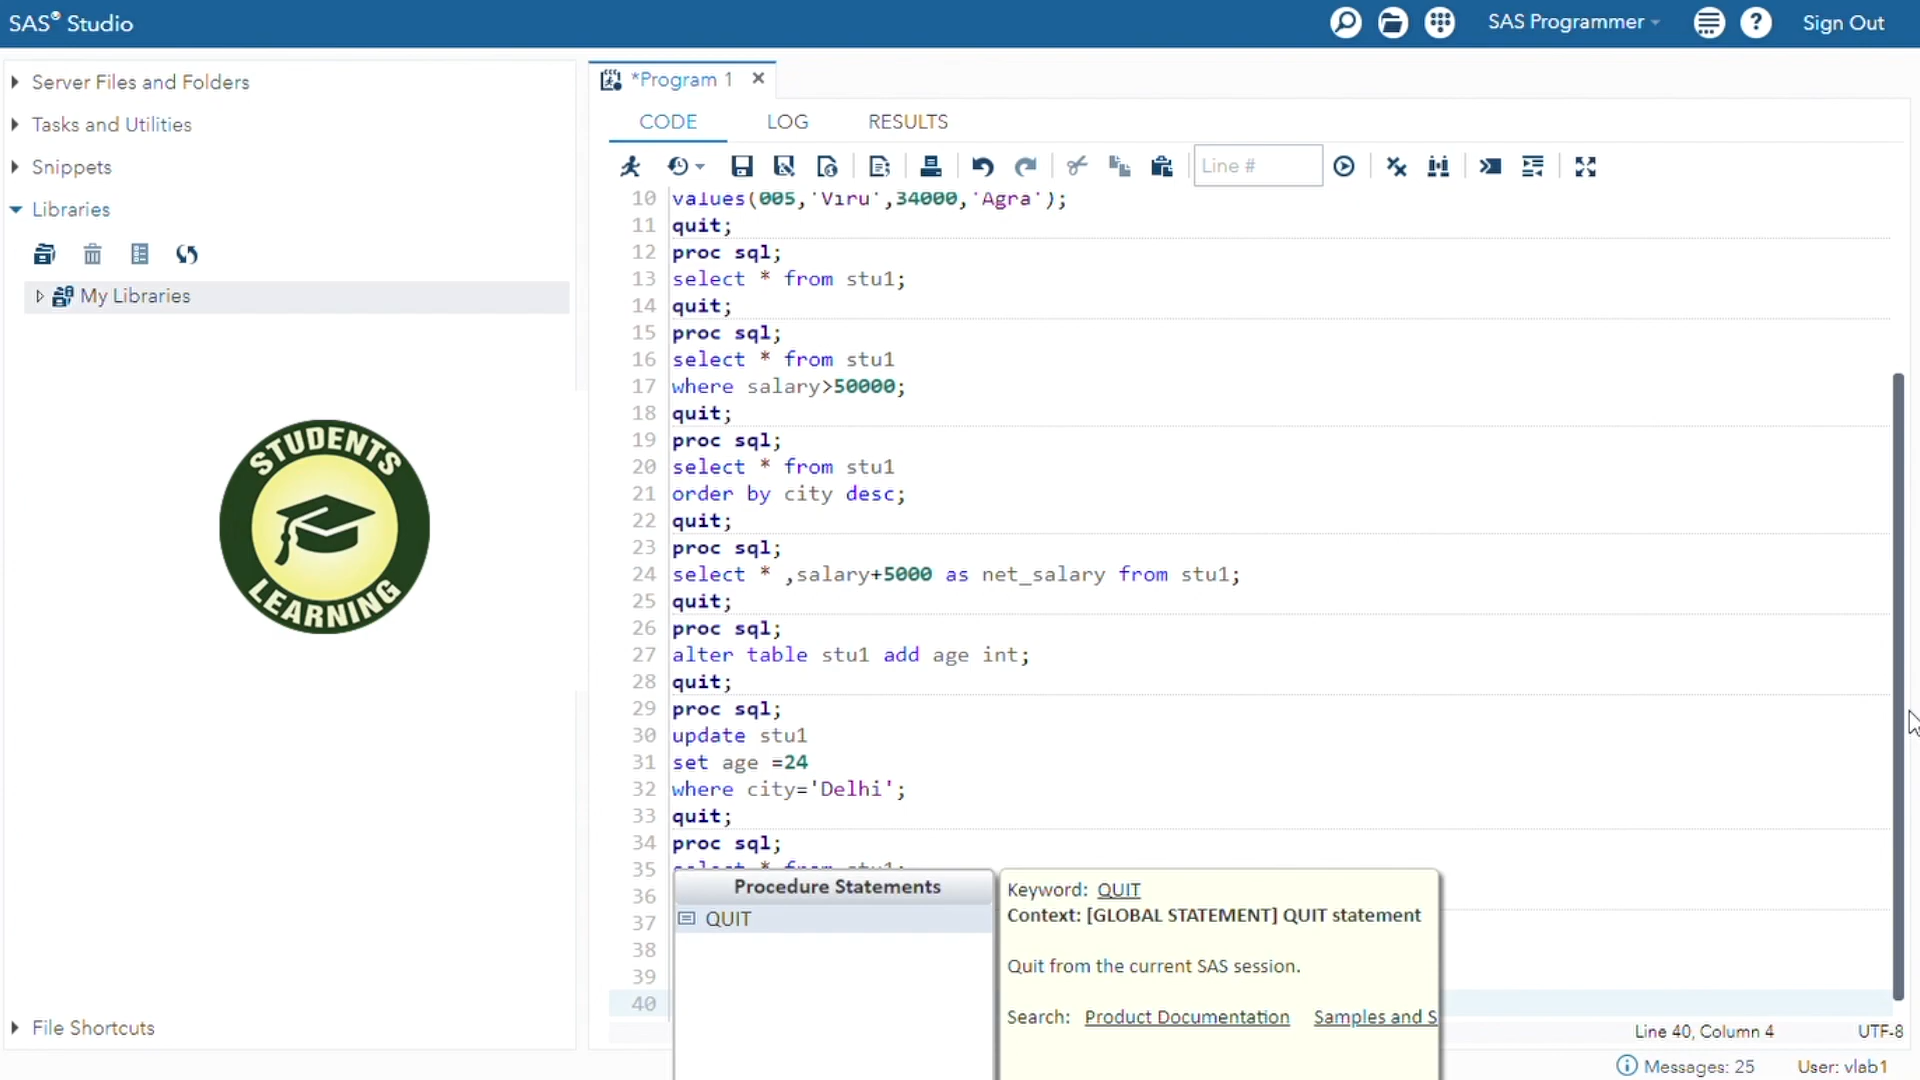 SAS® Studio
SAS Programmer
Sign Out
Server Files and Folders
Tasks and Utilities
Snippets
Libraries
My Libraries
STUDENTS
LEARNING
File Shortcuts
*Program 1
CODE LOG RESULTS
Line #
10 values(005,'Viru',34000,'Agra');
11 quit;
12 proc sql;
13 select * from stu1;
14 quit;
15 proc sql;
16 select * from stu1
17 where salary>50000;
18 quit;
19 proc sql;
20 select * from stu1
21 order by city desc;
22 quit;
23 proc sql;
24 select * ,salary+5000 as net_salary from stu1;
25 quit;
26 proc sql;
27 alter table stu1 add age int;
28 quit;
29 proc sql;
30 update stu1
31 set age =24
32 where city='Delhi';
33 quit;
34 proc sql;
35 select * from stu1;
36
37
38
39
40
Procedure Statements
QUIT
Keyword: QUIT
Context: [GLOBAL STATEMENT] QUIT statement
Quit from the current SAS session.
Search: Product Documentation Samples and S
Line 40, Column 4
UTF-8
Messages: 25
User: vlab1